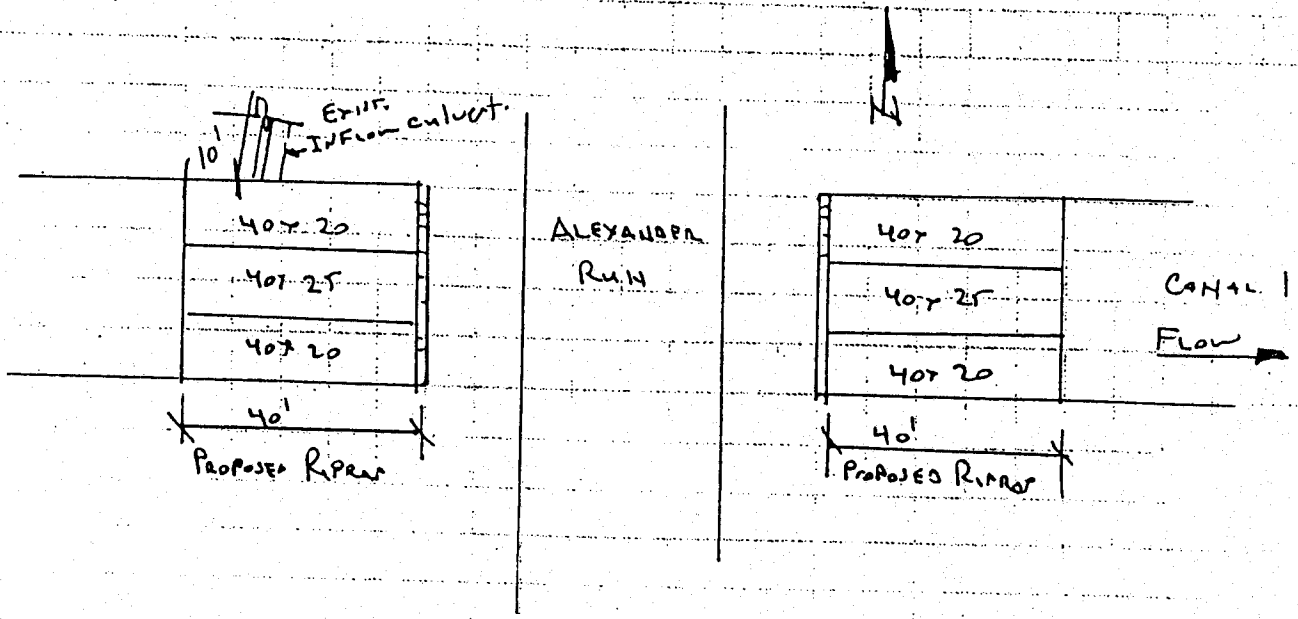 EXIST.
INFLOW culvert.
10'
40 x 20
40 x 25
40 x 20
40'
PROPOSED RIPRAP
ALEXANDER
RUN
40 x 20
40 x 25
40 x 20
40'
PROPOSED RIPRAP
CANAL 1
FLOW